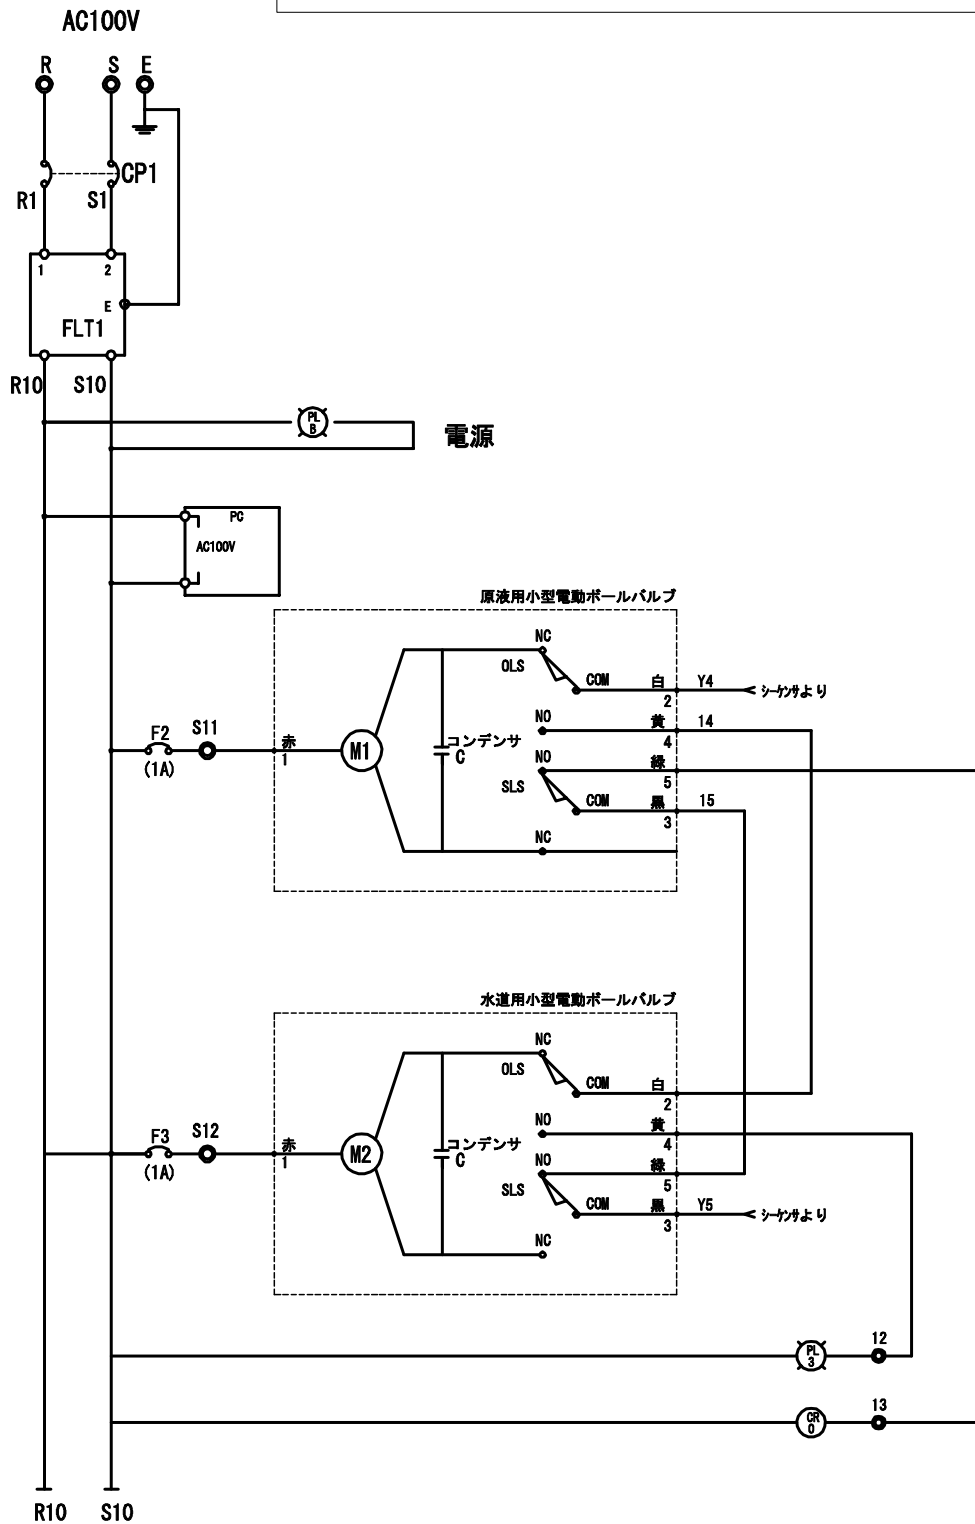 AC100V
R S E
CP1
R1 S1
1 2
E
FLT1
R10 S10
PL
B
電源
PC
AC100V
原液用小型電動ボールバルブ
NC
OLS
COM 白 Y4
2
シーケンサより
NO 黄 14
4
F2 S11
(1A)
赤
1
M1
コンデンサ
C
NO 緑
5
SLS
COM 黒 15
3
NC
水道用小型電動ボールバルブ
NC
OLS
COM 白
2
NO 黄
4
F3 S12
(1A)
赤
1
M2
コンデンサ
C
NO 緑
5
SLS
COM 黒 Y5
3
シーケンサより
NC
PL
3
12
CR
0
13
R10 S10